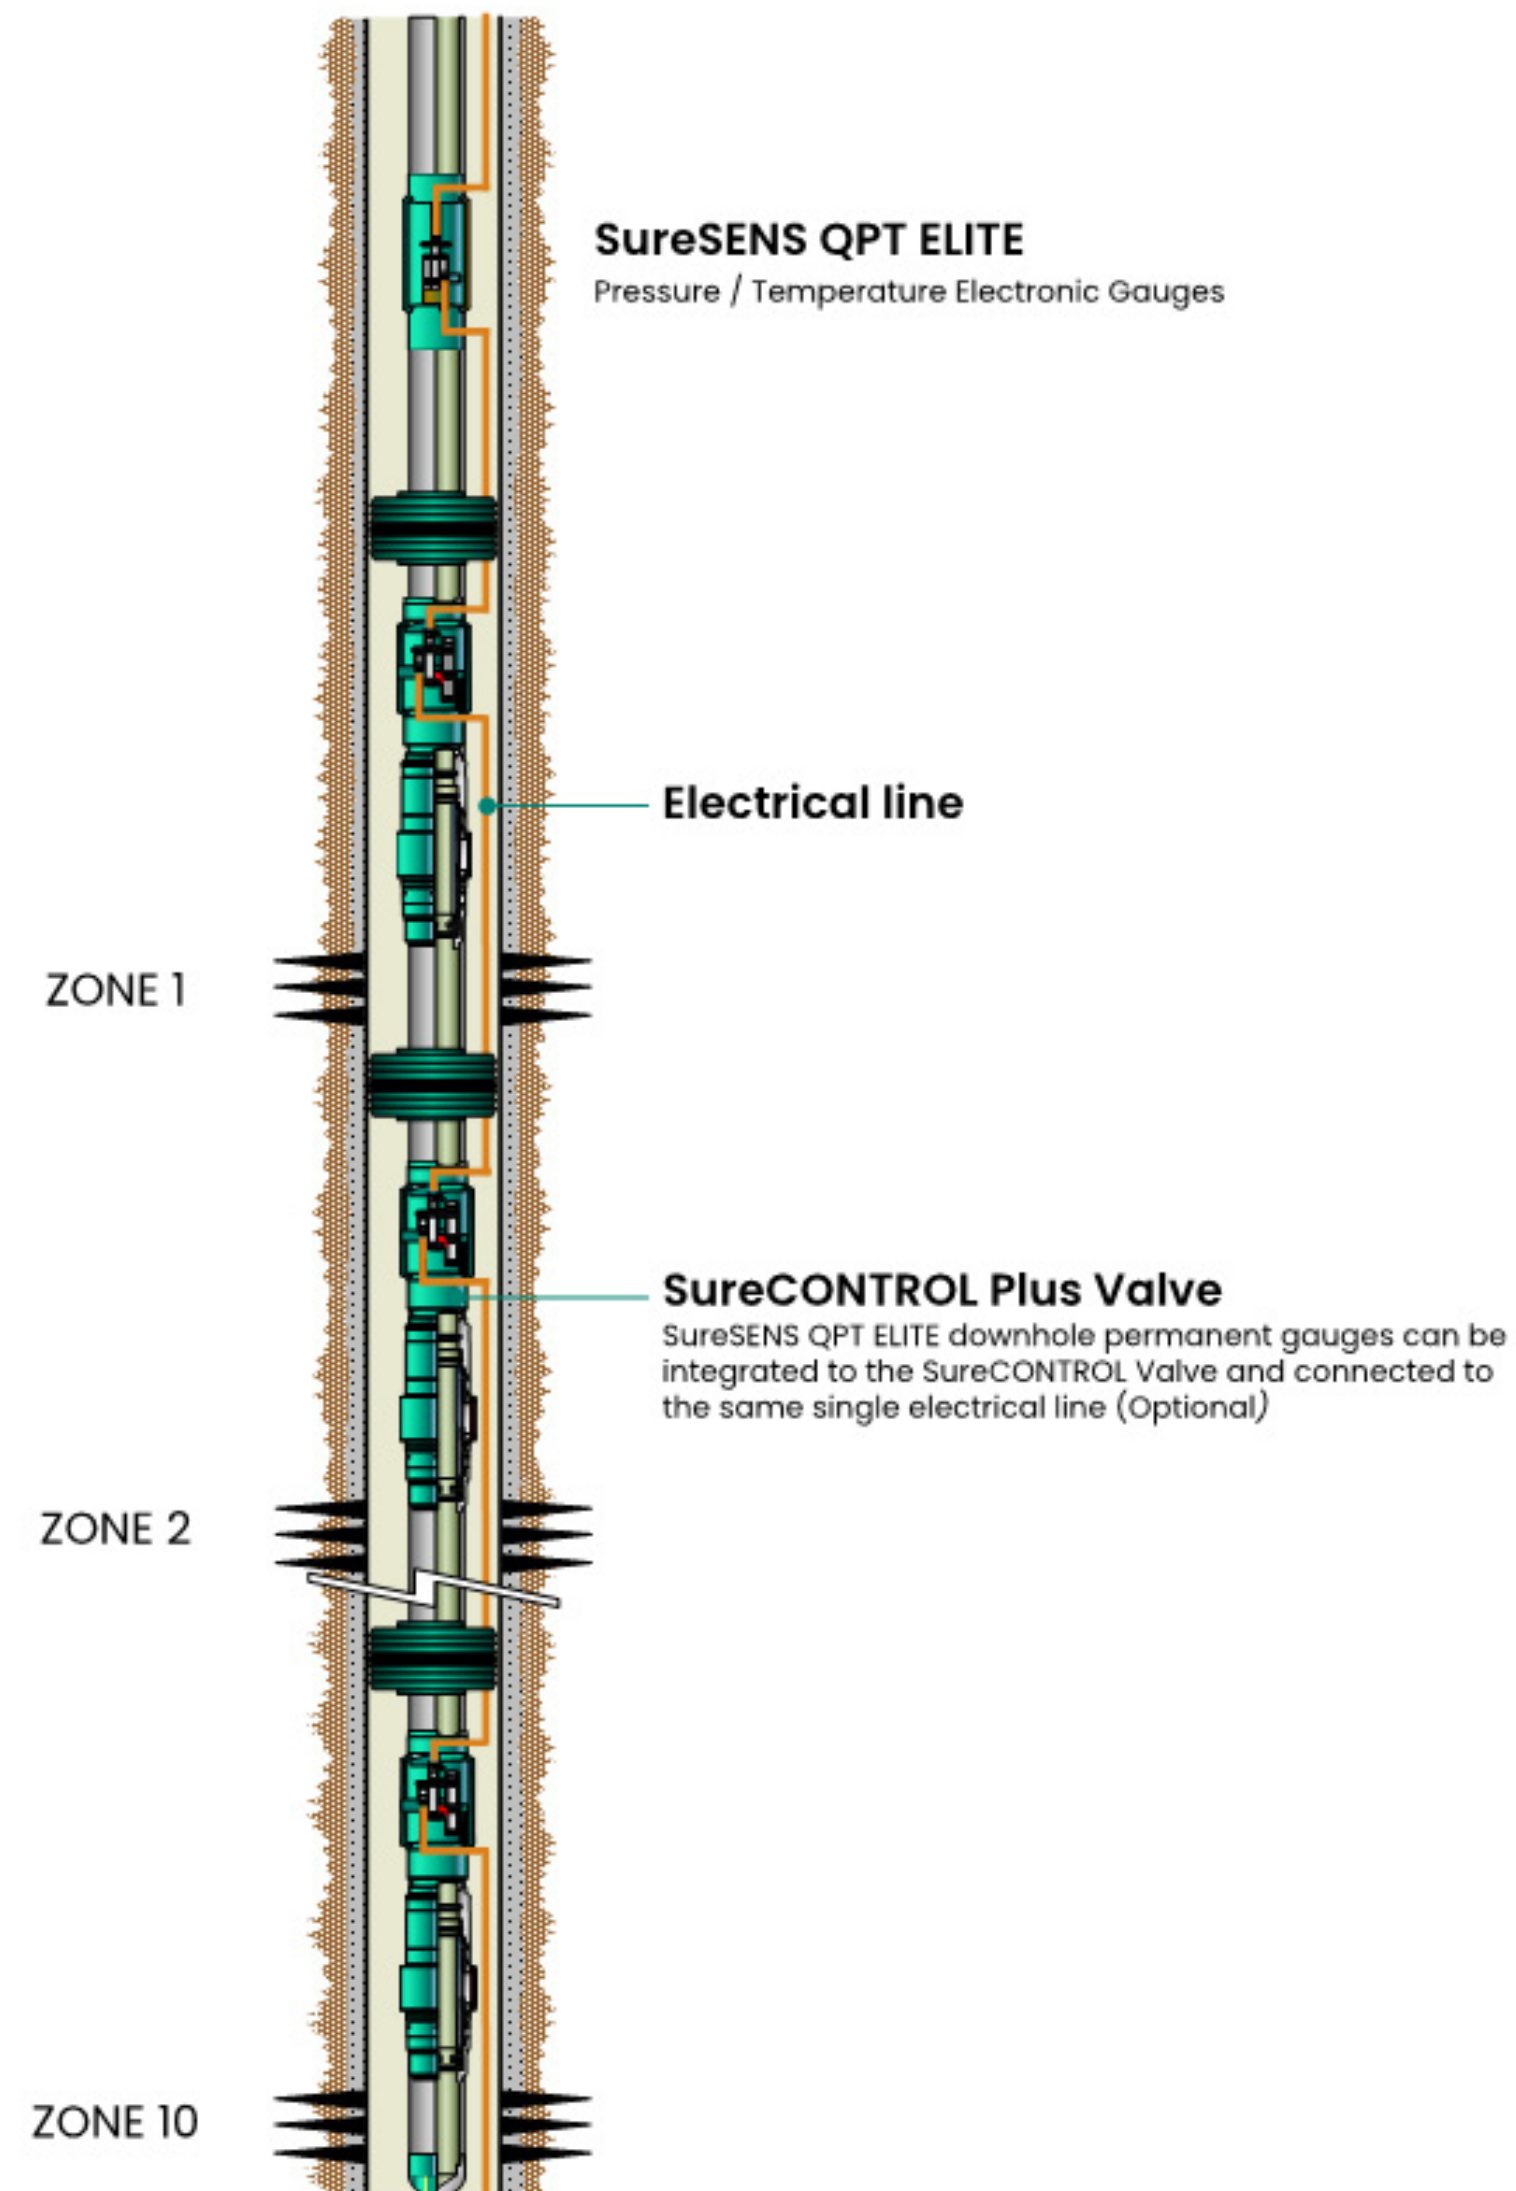 SureSENS QPT ELITE
Pressure / Temperature Electronic Gauges
Electrical line
ZONE 1
SureCONTROL Plus Valve
SureSENS QPT ELITE downhole permanent gauges can be
integrated to the SureCONTROL Valve and connected to
the same single electrical line (Optional)
ZONE 2
ZONE 10